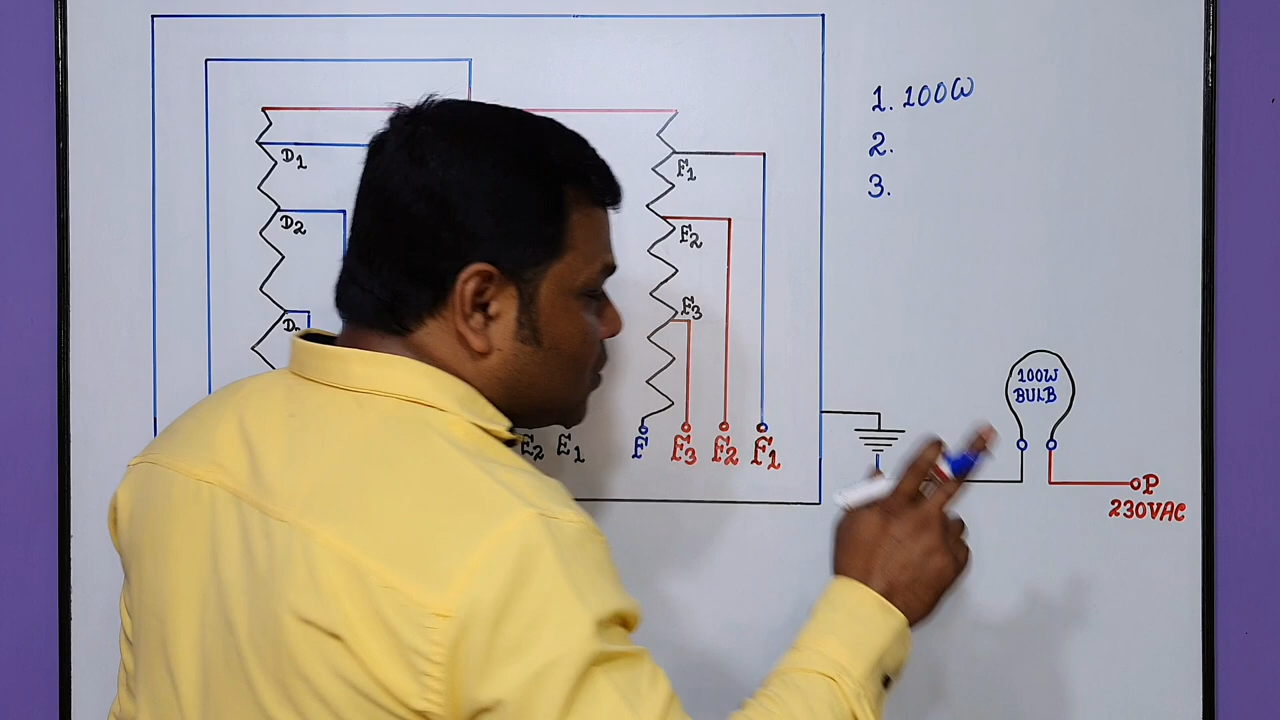 1. 100W
2.
3.
D1
D2
F1
F2
F3
E2 E1 F F3 F2 F1
100W
BULB
P
230VAC